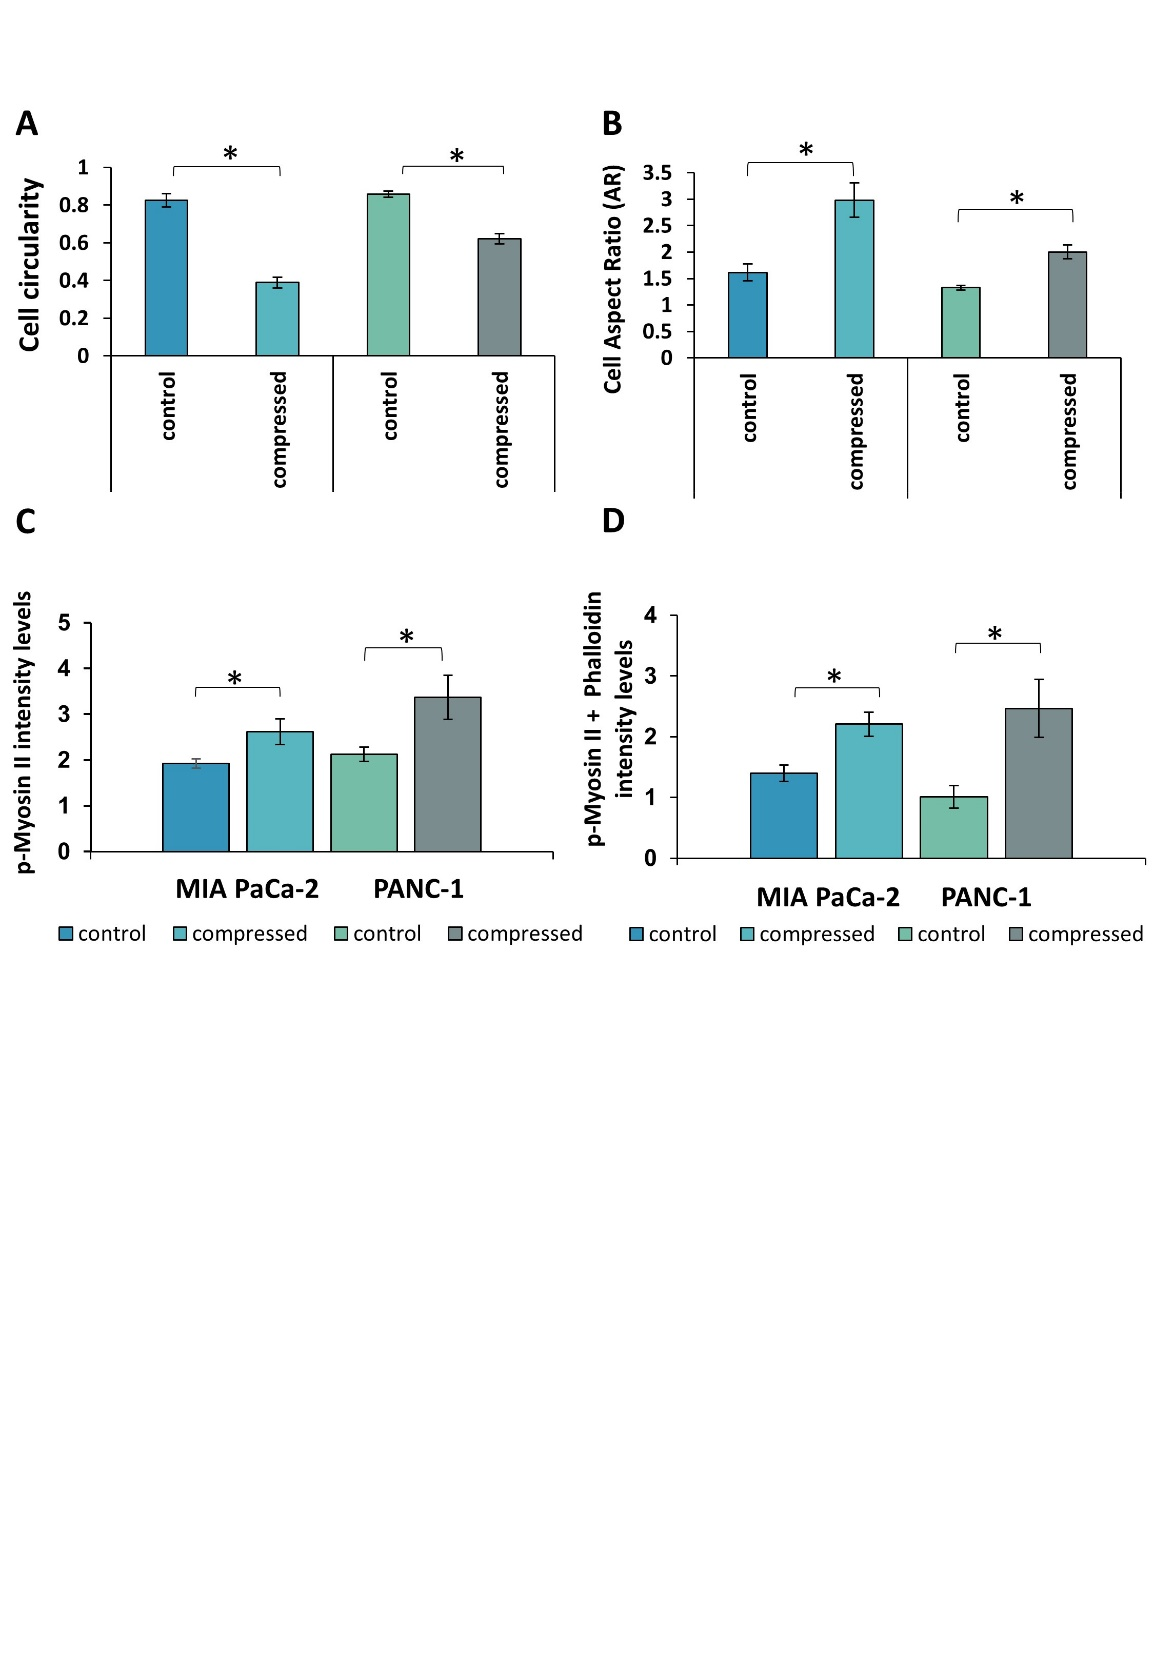 A
Cell circularity
1
0.8
0.6
0.4
0.2
0
*
*
control
compressed
control
compressed
B
Cell Aspect Ratio (AR)
3.5
3
2.5
2
1.5
1
0.5
0
*
*
control
compressed
control
compressed
C
p-Myosin II intensity levels
5
4
3
2
1
0
*
*
MIA PaCa-2 PANC-1
control compressed control compressed
D
p-Myosin II + Phalloidin
intensity levels
4
3
2
1
0
*
*
MIA PaCa-2 PANC-1
control compressed control compressed